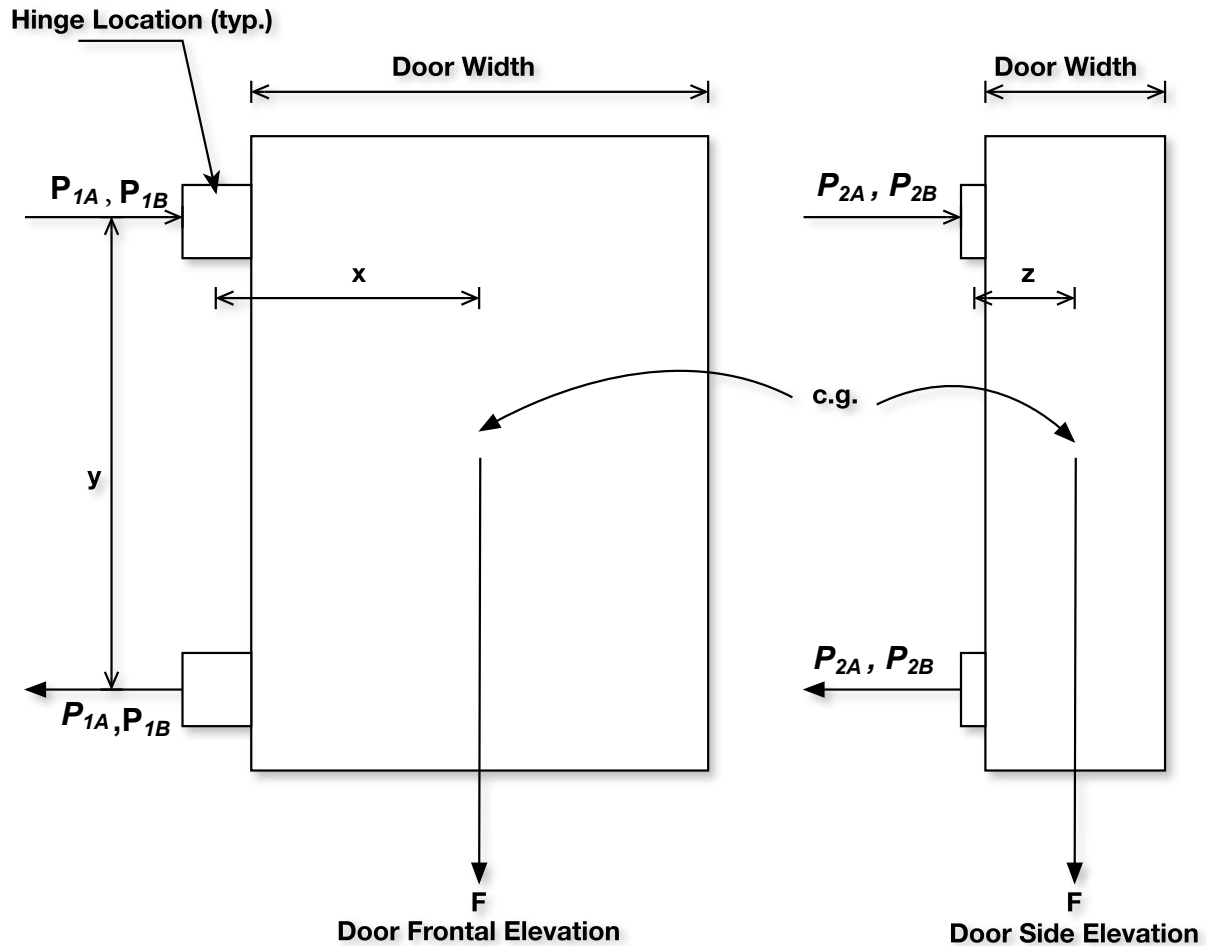 Hinge Location (typ.)
Door Width
Door Width
P1A , P1B
P2A , P2B
x
z
c.g.
y
P2A , P2B
P1A ,P1B
F
F
Door Frontal Elevation
Door Side Elevation